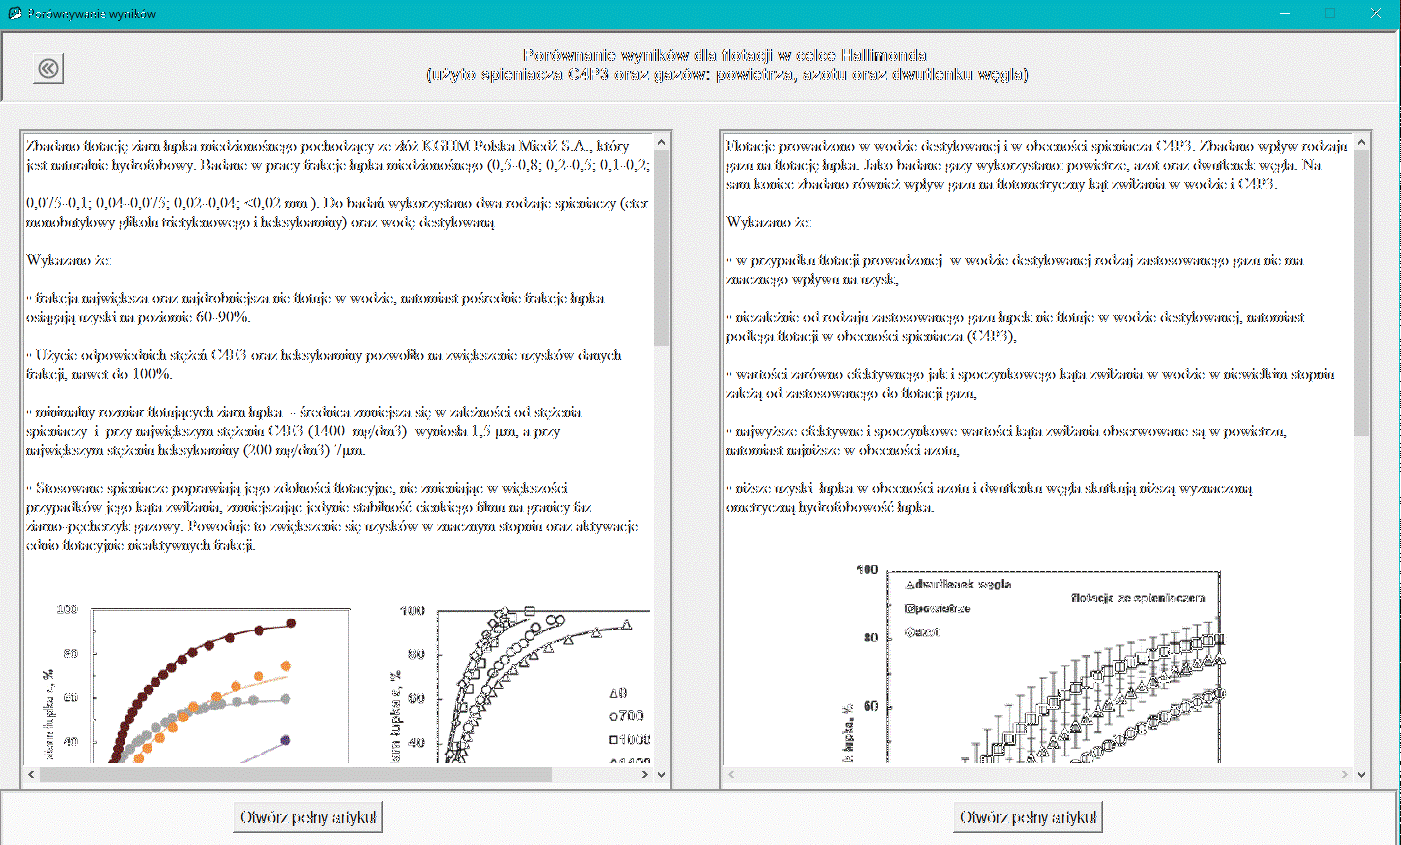 Porównywanie wyników
Porównanie wyników dla flotacji w celce Hallimonda
(użyto spieniacza C4P3 oraz gazów: powietrza, azotu oraz dwutlenku węgla)
Zbadano flotację ziarn łupka miedzionośnego pochodzący ze złóż KGHM Polska Miedź S.A., który
jest naturalnie hydrofobowy. Badane w pracy frakcje łupka miedzionośnego (0,5-0,8; 0,2-0,5; 0,1-0,2;
0,075-0,1; 0,04-0,075; 0,02-0,04; <0,02 mm ). Do badań wykorzystano dwa rodzaje spieniaczy (eter
monobutylowy glikolu trietylenowego i heksyloaminy) oraz wodę destylowaną
Wykazano że:
- frakcja największa oraz najdrobniejsza nie flotuje w wodzie, natomiast pośrednie frakcje łupka
osiągają uzyski na poziomie 60-90%.
- Użycie odpowiednich stężeń C4E3 oraz heksyloaminy pozwoliło na zwiększenie uzysków danych
frakcji, nawet do 100%.
- minimalny rozmiar flotujących ziarn łupka - średnica zmniejsza się w zależności od stężenia
spieniaczy i przy największym stężeniu C4E3 (1400 mg/dm3) wyniosła 1,5 μm, a przy
największym stężeniu heksyloaminy (200 mg/dm3) 7μm.
- Stosowane spieniacze poprawiają jego zdolności flotacyjne, nie zmieniając w większości
przypadków jego kąta zwilżania, zmniejszając jedynie stabilność cienkiego filmu na granicy faz
ziarno-pęcherzyk gazowy. Powoduje to zwiększenie się uzysków w znacznym stopniu oraz aktywacje
ednio flotacyjnie nieaktywnych frakcji.
100
80
60
40
ziarn łupka ε, %
100
80
60
40
arn łupka ε, %
0
700
1000
1400
Otwórz pełny artykuł
Flotacje prowadzono w wodzie destylowanej i w obecności spieniacza C4P3. Zbadano wpływ rodzaju
gazu na flotację łupka. Jako badane gazy wykorzystano: powietrze, azot oraz dwutlenek węgla. Na
sam koniec zbadano również wpływ gazu na flotometryczny kąt zwilżania w wodzie i C4P3.
Wykazano że:
- w przypadku flotacji prowadzonej w wodzie destylowanej rodzaj zastosowanego gazu nie ma
znacznego wpływu na uzysk,
- niezależnie od rodzaju zastosowanego gazu łupek nie flotuje w wodzie destylowanej, natomiast
podlega flotacji w obecności spieniacza (C4P3),
- wartości zarówno efektywnego jak i spoczynkowego kąta zwilżania w wodzie w niewielkim stopniu
zależą od zastosowanego do flotacji gazu,
- najwyższe efektywne i spoczynkowe wartości kąta zwilżania obserwowane są w powietrzu,
natomiast najniższe w obecności azotu,
- niższe uzyski łupka w obecności azotu i dwutlenku węgla skutkują niższą wyznaczoną
ometryczną hydrofobowość łupka.
100
80
60
łupka, %
dwutlenek węgla
powietrze
azot
flotacja ze spieniaczem
Otwórz pełny artykuł